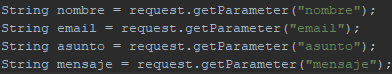 String nombre = request.getParameter("nombre");
String email = request.getParameter("email");
String asunto = request.getParameter("asunto");
String mensaje = request.getParameter("mensaje");